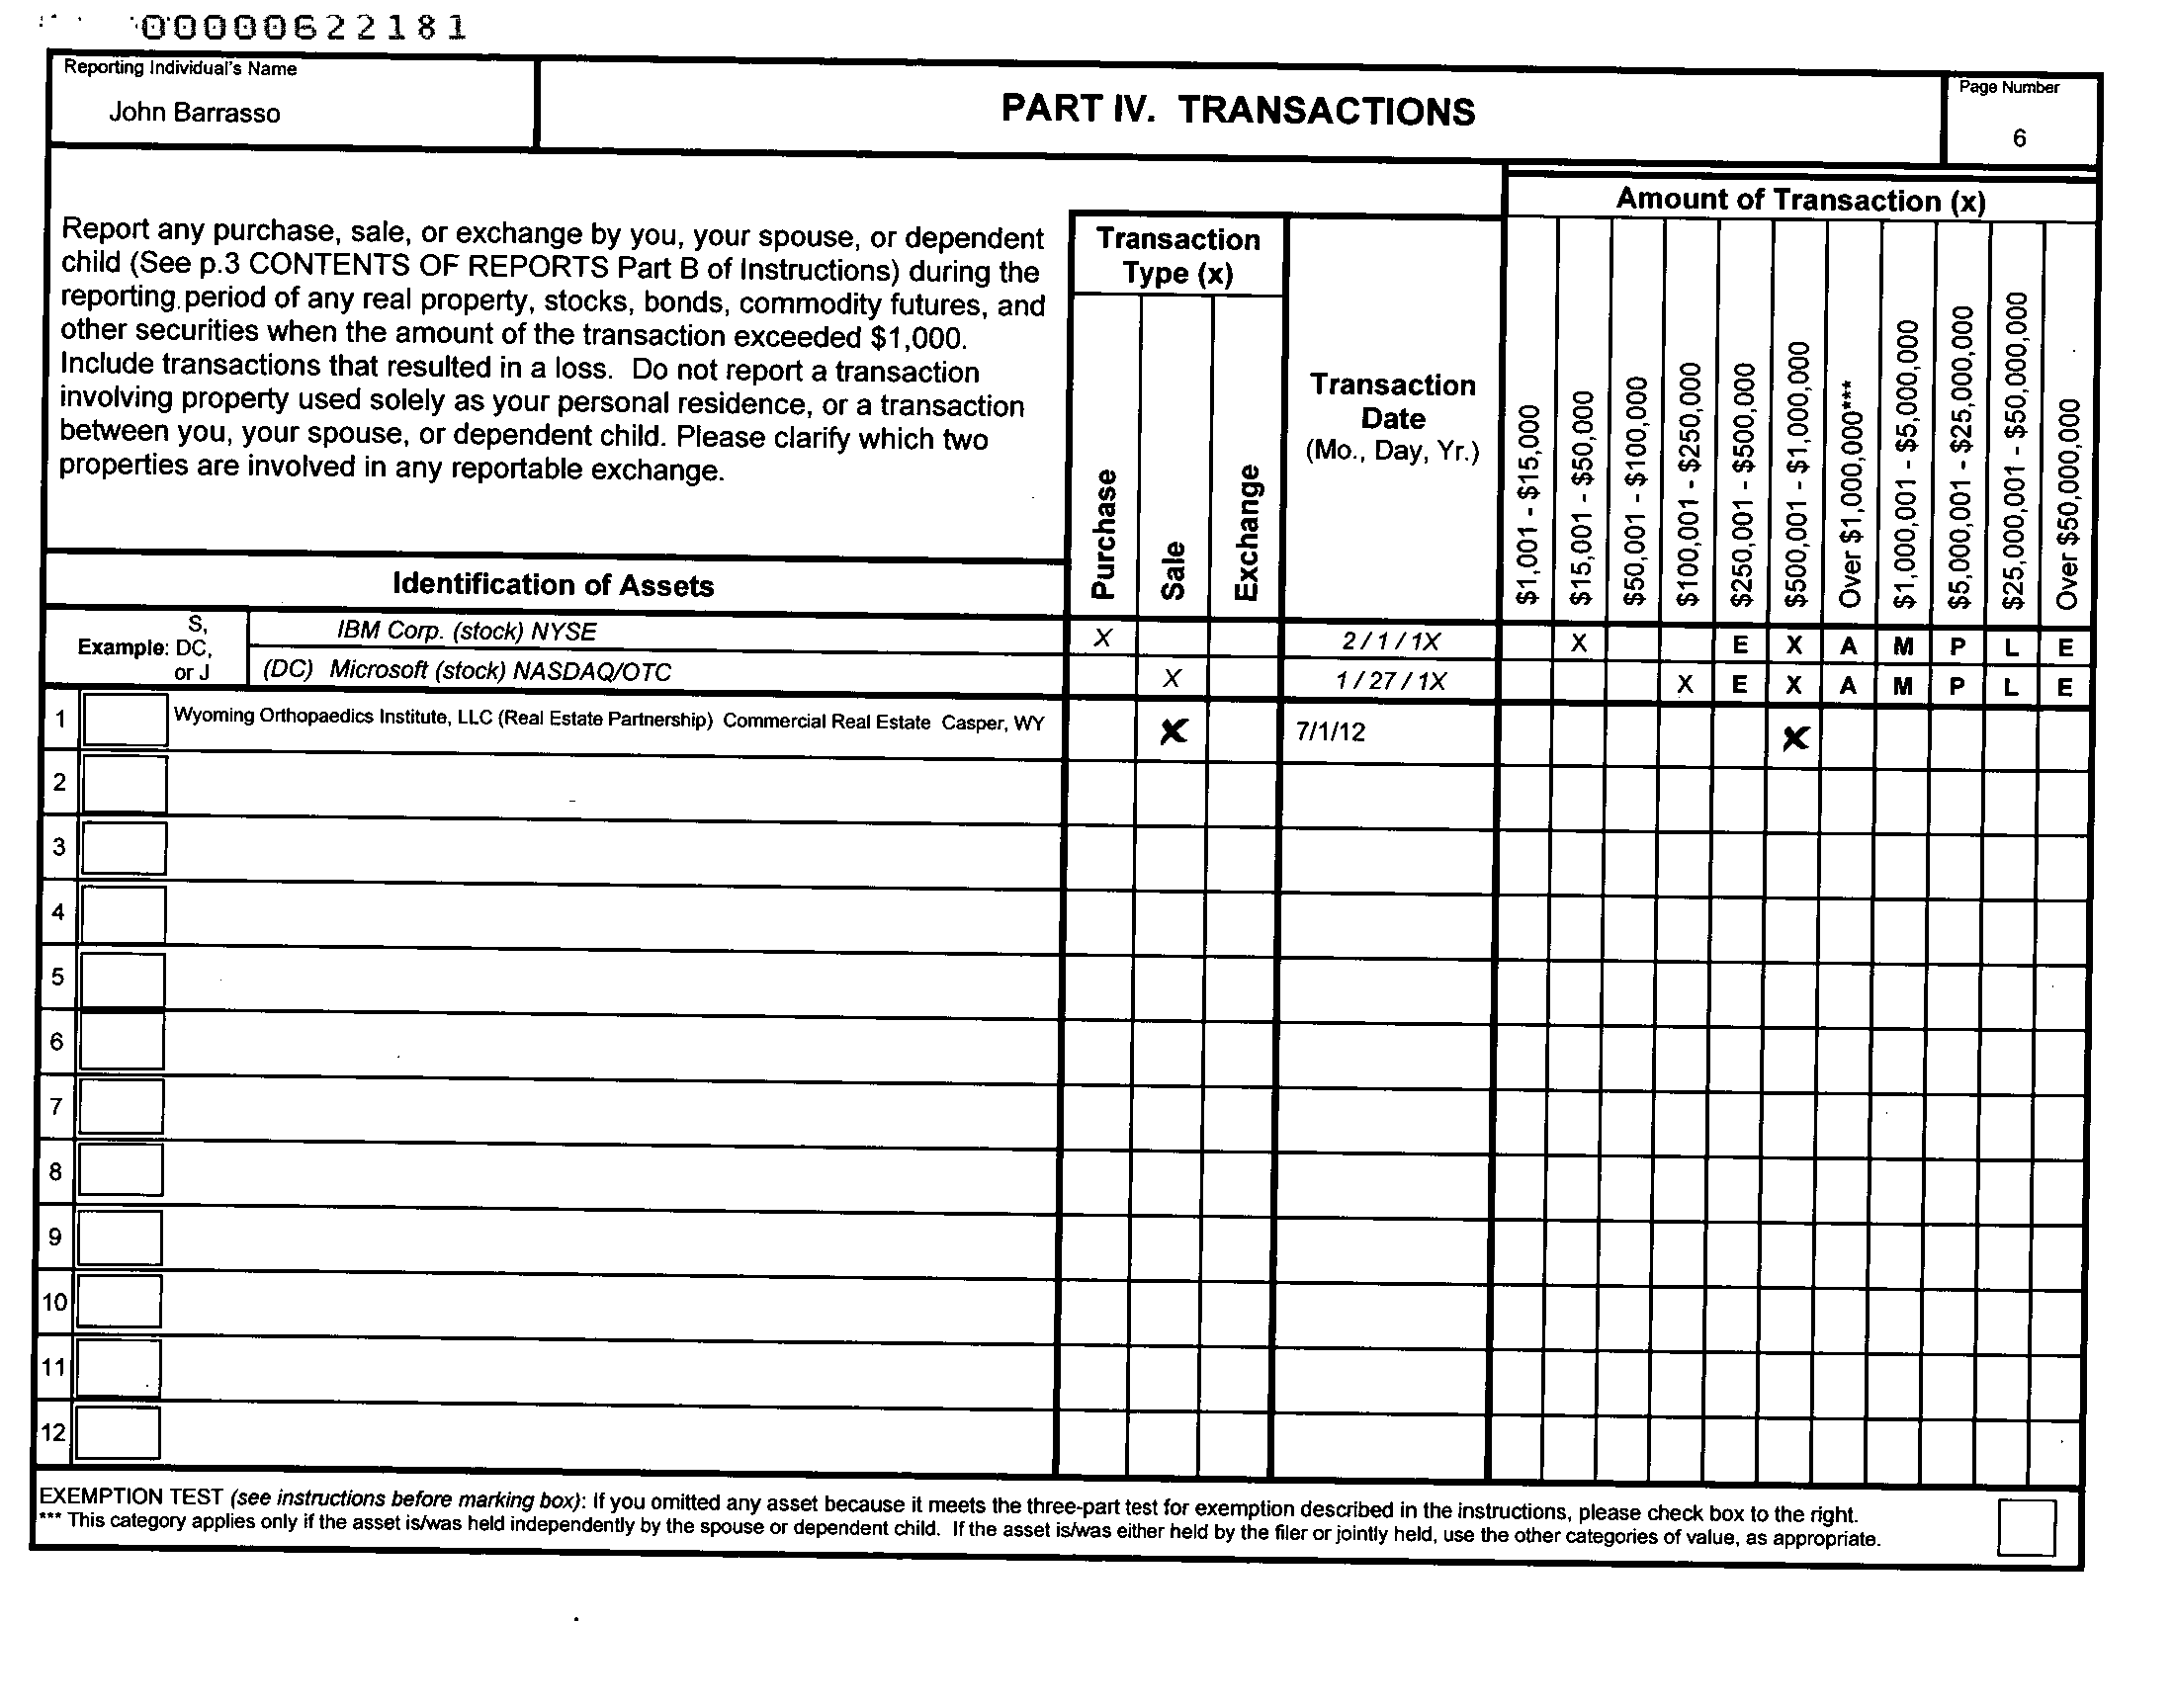 00000622181
Reporting Individual's Name
John Barrasso
PART IV. TRANSACTIONS
Page Number
6
Report any purchase, sale, or exchange by you, your spouse, or dependent
child (See p.3 CONTENTS OF REPORTS Part B of Instructions) during the
reporting period of any real property, stocks, bonds, commodity futures, and
other securities when the amount of the transaction exceeded $1,000.
Include transactions that resulted in a loss. Do not report a transaction
involving property used solely as your personal residence, or a transaction
between you, your spouse, or dependent child. Please clarify which two
properties are involved in any reportable exchange.
Identification of Assets
Transaction
Type (x)
Purchase
Sale
Exchange
Transaction
Date
(Mo., Day, Yr.)
Amount of Transaction (x)
$1,001 - $15,000
$15,001 - $50,000
$50,001 - $100,000
$100,001 - $250,000
$250,001 - $500,000
$500,001 - $1,000,000
Over $1,000,000***
$1,000,001 - $5,000,000
$5,000,001 - $25,000,000
$25,000,001 - $50,000,000
Over $50,000,000
Example:
S,
DC,
or J
IBM Corp. (stock) NYSE X 2 / 1 / 1X X E X A M P L E
(DC) Microsoft (stock) NASDAQ/OTC X 1 / 27 / 1X X E X A M P L E
1 Wyoming Orthopaedics Institute, LLC (Real Estate Partnership) Commercial Real Estate Casper, WY X 7/1/12 X
2
3
4
5
6
7
8
9
10
11
12
EXEMPTION TEST (see instructions before marking box): If you omitted any asset because it meets the three-part test for exemption described in the instructions, please check box to the right.
*** This category applies only if the asset is/was held independently by the spouse or dependent child. If the asset is/was either held by the filer or jointly held, use the other categories of value, as appropriate.